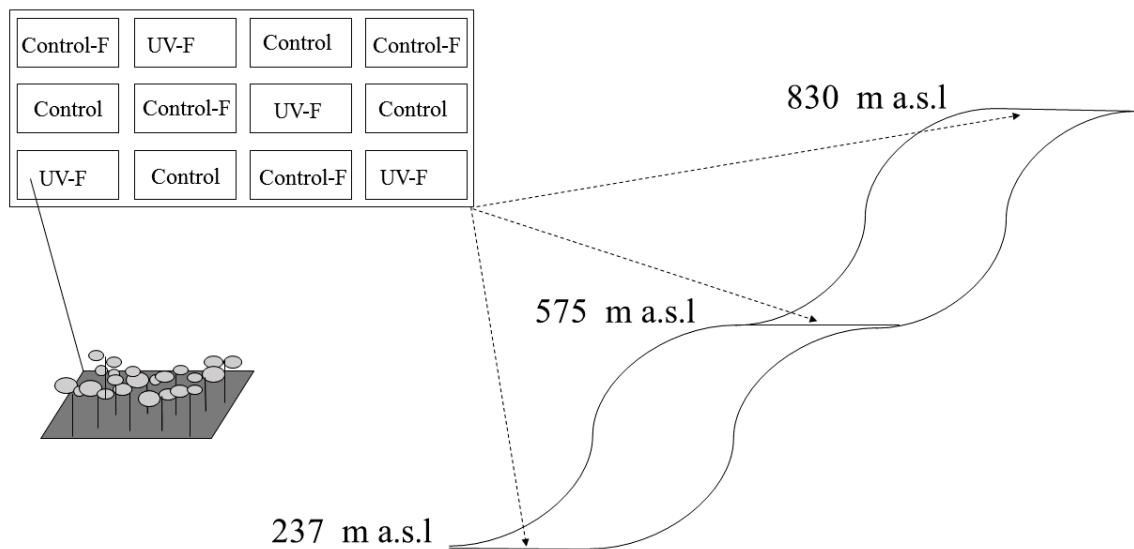 Control-F UV-F Control Control-F
Control Control-F UV-F Control
UV-F Control Control-F UV-F
830 m a.s.l
575 m a.s.l
237 m a.s.l